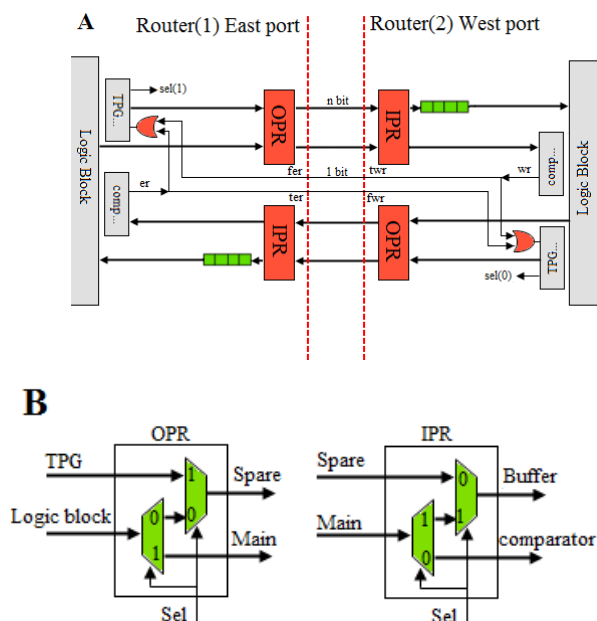 A
Router(1) East port
Router(2) West port
sel(1)
TPG...
Logic Block
OPR
n bit
IPR
fer
1 bit
twr
wr
comp...
Logic Block
comp...
er
ter
fwr
IPR
OPR
TPG...
sel(0)
B
OPR
TPG
1
Spare
Logic block
0
0
1
Main
Sel
IPR
Spare
0
Buffer
Main
1
1
0
comparator
Sel